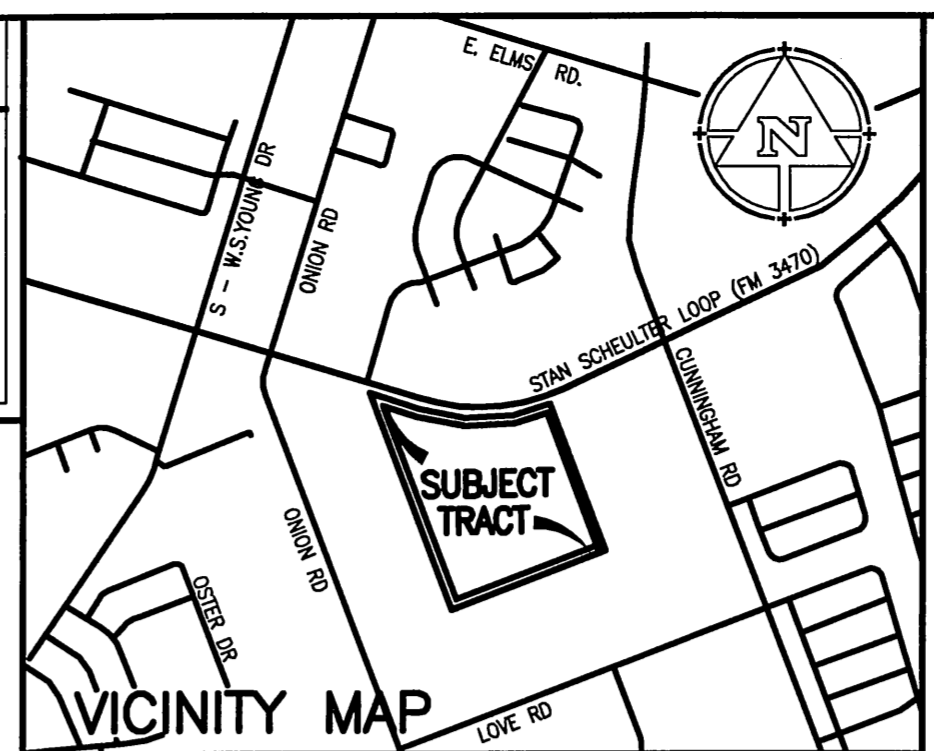 E. ELMS RD.
N
S - W.S.YOUNG DR
ONION RD
STAN SCHEULTER LOOP (FM 3470)
CUNNINGHAM RD
SUBJECT
TRACT
ONION RD
OSTER DR
VICINITY MAP
LOVE RD